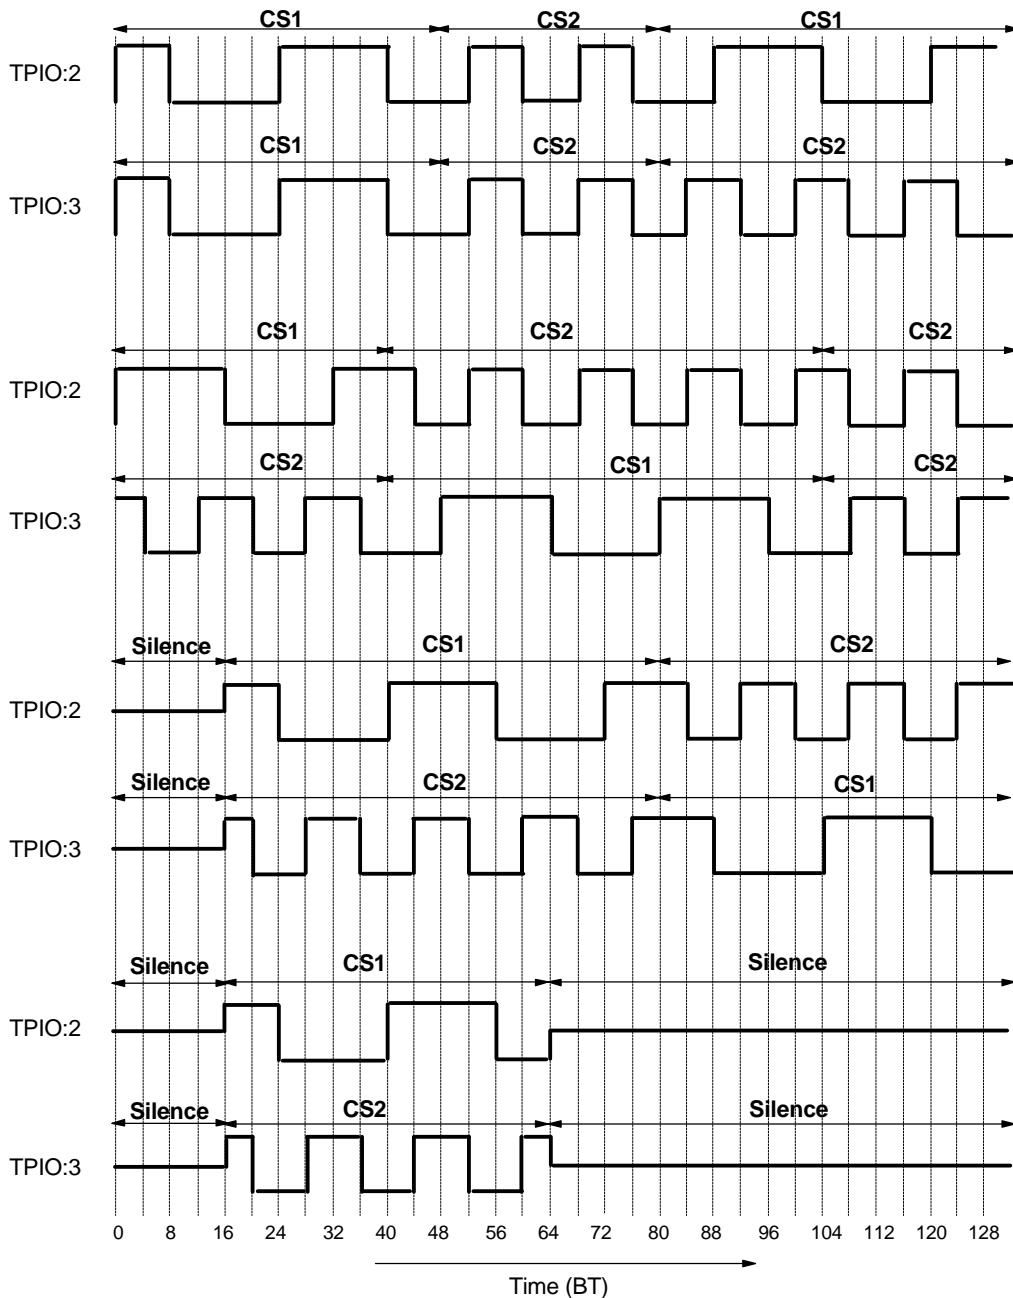 CS1 CS2 CS1
TPIO:2
CS1 CS2 CS2
TPIO:3
CS1 CS2 CS2
TPIO:2
CS2 CS1 CS2
TPIO:3
Silence CS1 CS2
TPIO:2
Silence CS2 CS1
TPIO:3
Silence CS1 Silence
TPIO:2
Silence CS2 Silence
TPIO:3
0 8 16 24 32 40 48 56 64 72 80 88 96 104 112 120 128
Time (BT)